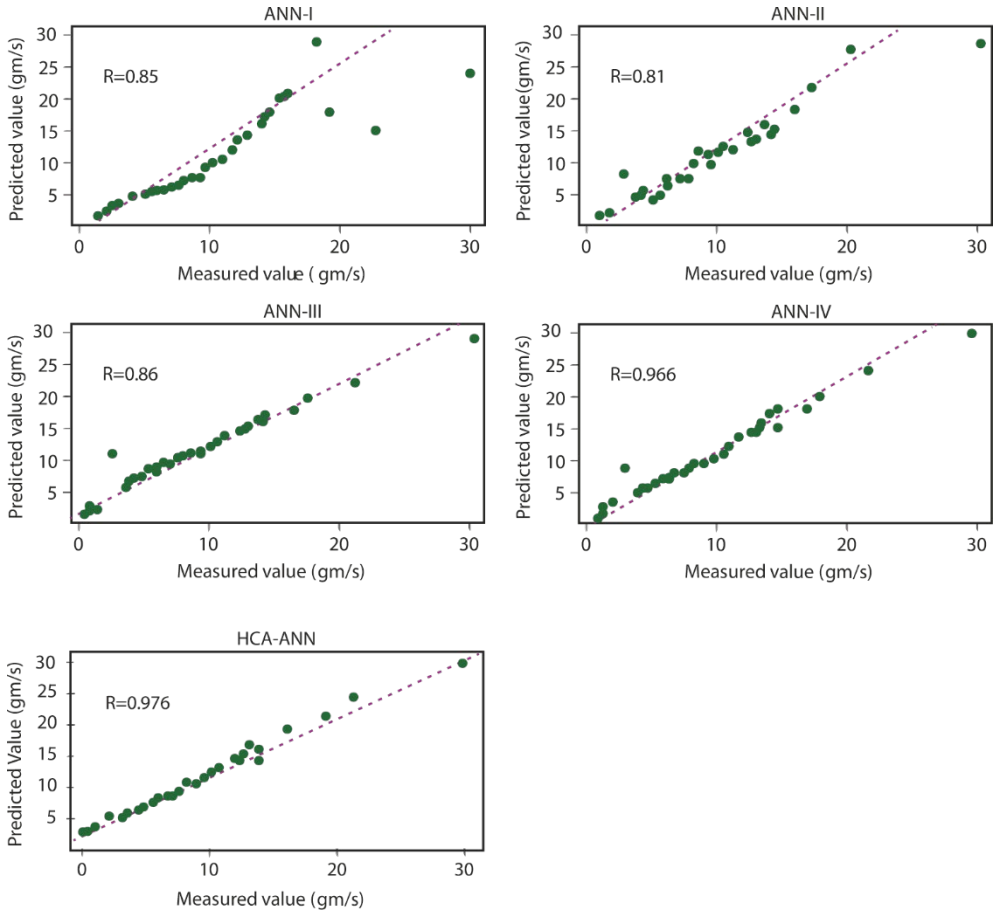 ANN-I
Predicted value (gm/s)
30
25
20
15
10
5
R=0.85
0
10
20
30
Measured value ( gm/s)
ANN-II
Predicted value(gm/s)
30
25
20
15
10
5
R=0.81
0
10
20
30
Measured value (gm/s)
ANN-III
Predicted value (gm/s)
30
25
20
15
10
5
R=0.86
0
10
20
30
Measured value (gm/s)
ANN-IV
Predicted value (gm/s)
30
25
20
15
10
5
R=0.966
0
10
20
30
Measured value (gm/s)
HCA-ANN
Predicted Value (gm/s)
30
25
20
15
10
5
R=0.976
0
10
20
30
Measured value (gm/s)